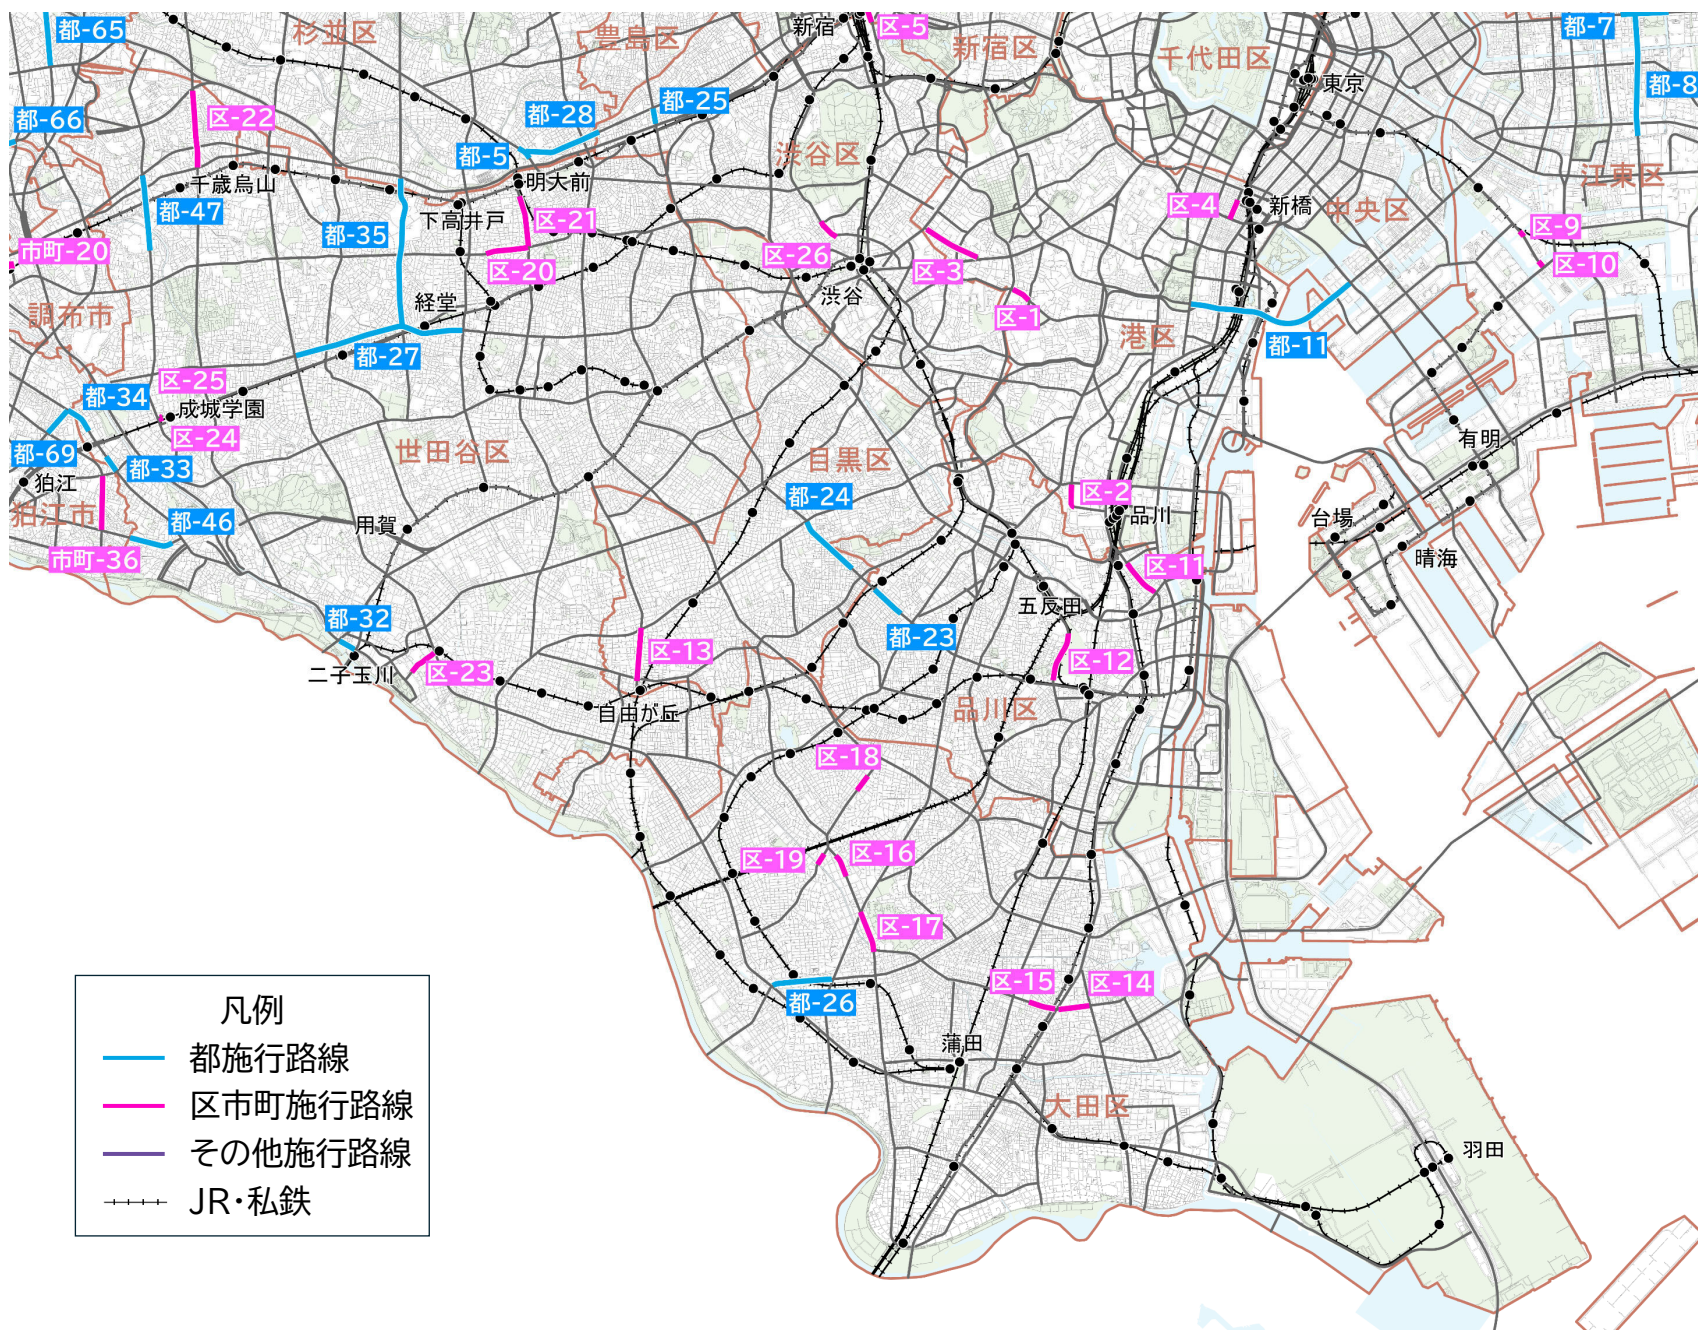 都-65
杉並区
豊島区
新宿
区-5
新宿区
千代田区
東京
都-7
都-8
都-66
区-22
都-28
都-25
都-5
渋谷区
千歳烏山
明大前
江東区
都-47
都-35
下高井戸
区-21
区-4
新橋
中央区
市町-20
区-20
区-26
区-3
区-9
区-10
調布市
経堂
渋谷
区-1
港区
都-11
都-27
区-25
都-34
成城学園
区-24
都-69
都-33
世田谷区
目黒区
有明
狛江
狛江市
都-46
用賀
都-24
区-2
品川
台場
市町-36
晴海
区-11
都-32
五反田
都-23
区-13
区-12
二子玉川
区-23
自由が丘
品川区
区-18
区-19
区-16
区-17
区-15
区-14
都-26
蒲田
大田区
羽田
凡例
都施行路線
区市町施行路線
その他施行路線
JR・私鉄